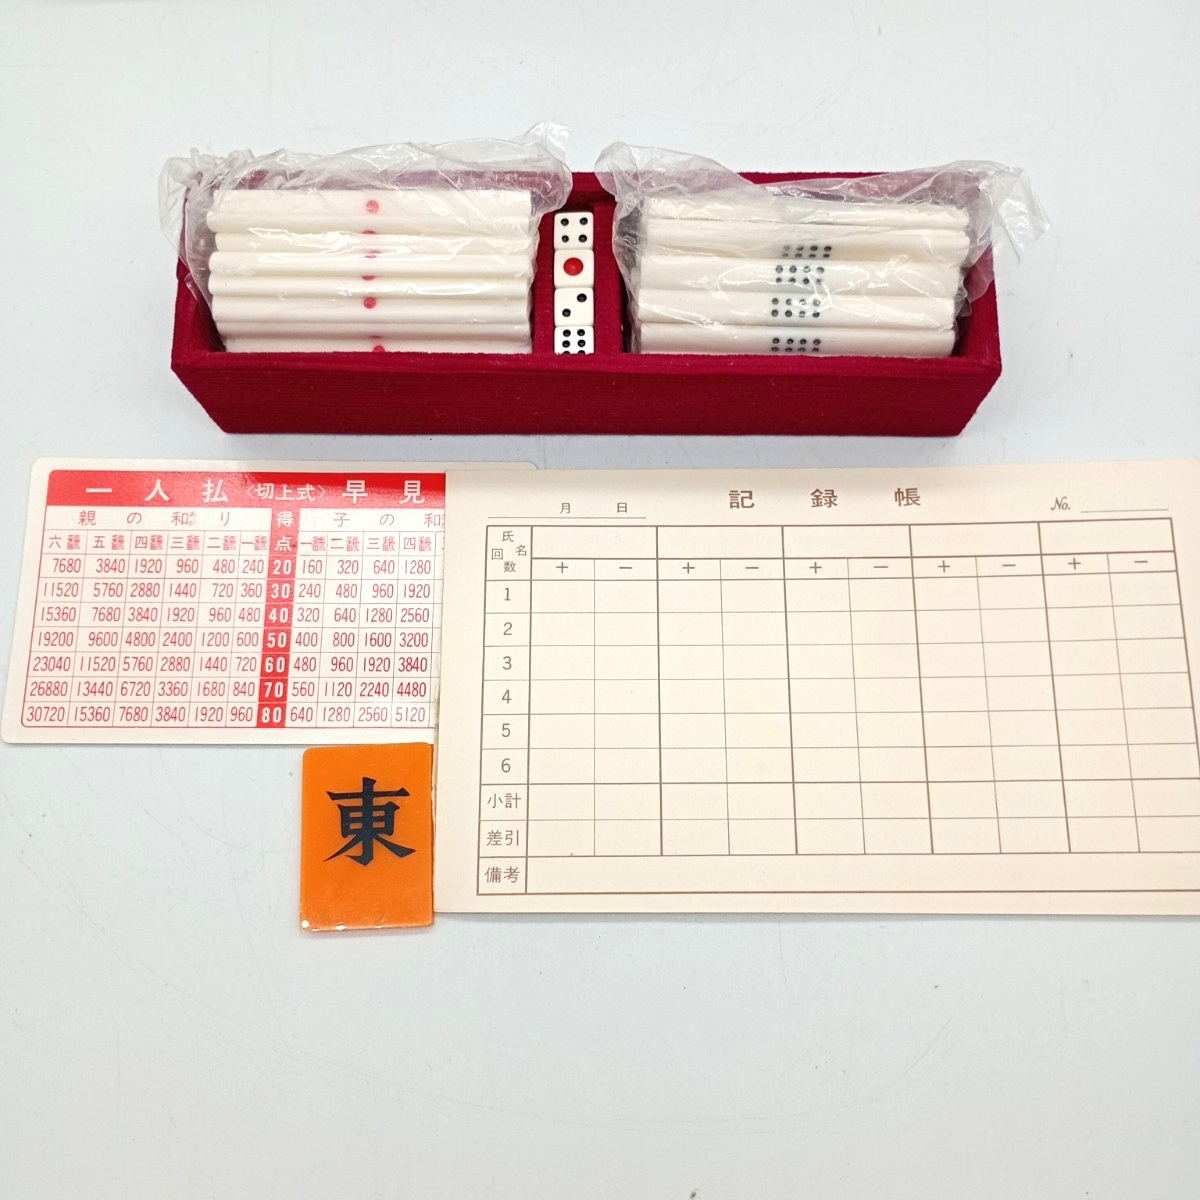 一人払〈切上式〉早見
親の和り 得点 子の和
六飜 五飜 四飜 三飜 二飜 一飜 一飜 二飜 三飜 四飜
7680 3840 1920 960 480 240 20 160 320 640 1280
11520 5760 2880 1440 720 360 30 240 480 960 1920
15360 7680 3840 1920 960 480 40 320 640 1280 2560
19200 9600 4800 2400 1200 600 50 400 800 1600 3200
23040 11520 5760 2880 1440 720 60 480 960 1920 3840
26880 13440 6720 3360 1680 840 70 560 1120 2240 4480
30720 15360 7680 3840 1920 960 80 640 1280 2560 5120
東
月 日 記録帳 No.
氏名
回数
+ − + − + − + − + −
1
2
3
4
5
6
小計
差引
備考